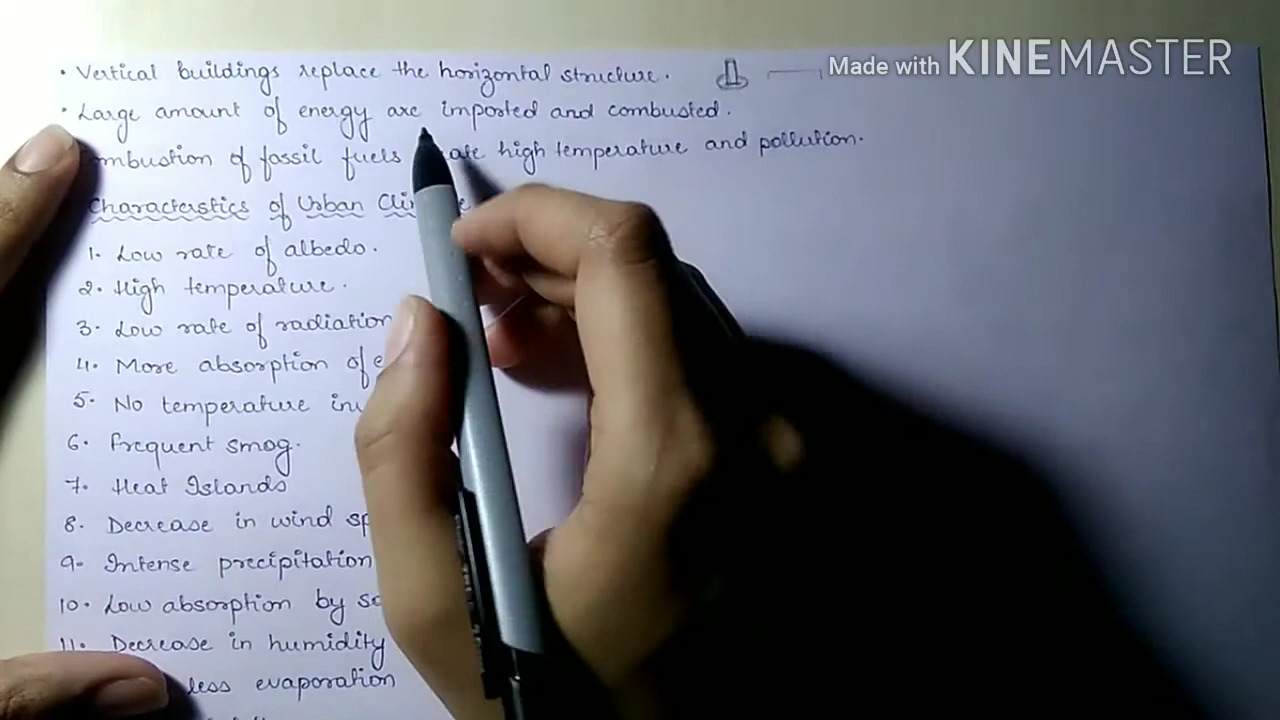 • Vertical buildings replace the horizontal structure.
Made with KINEMASTER
• Large amount of energy are imported and combusted.
of fossil fuels high temperature and pollution.
Characterstics of Urban
1. Low rate of albedo.
2. High temperature.
3. Low rate of radiation
4. More absorption of
5. No temperature
6. Frequent smog.
7. Heat Islands
8. Decrease in wind
9. Intense precipitation
10. Low absorption by
11. Decrease in humidity
less evaporation